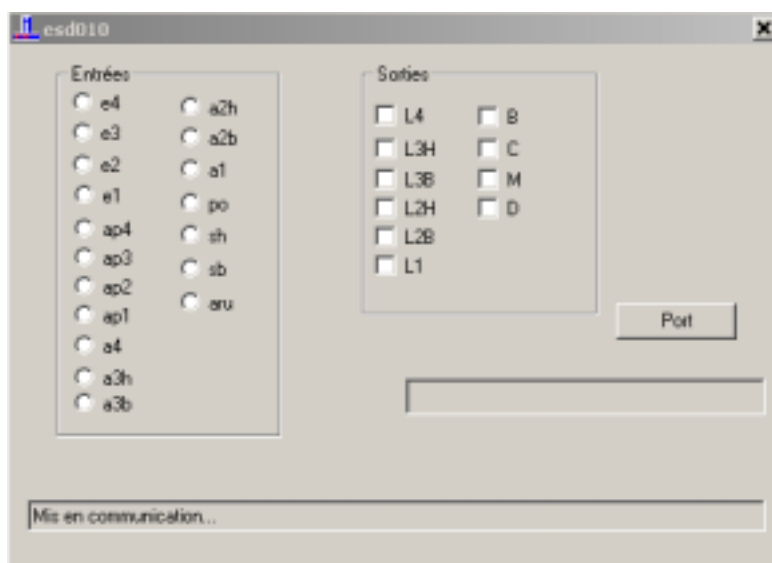 esd010
Entrées
e4
e3
e2
e1
ap4
ap3
ap2
ap1
a4
a3h
a3b
a2h
a2b
a1
po
sh
sb
aru
Sorties
L4
L3H
L3B
L2H
L2B
L1
B
C
M
D
Port
Mis en communication...